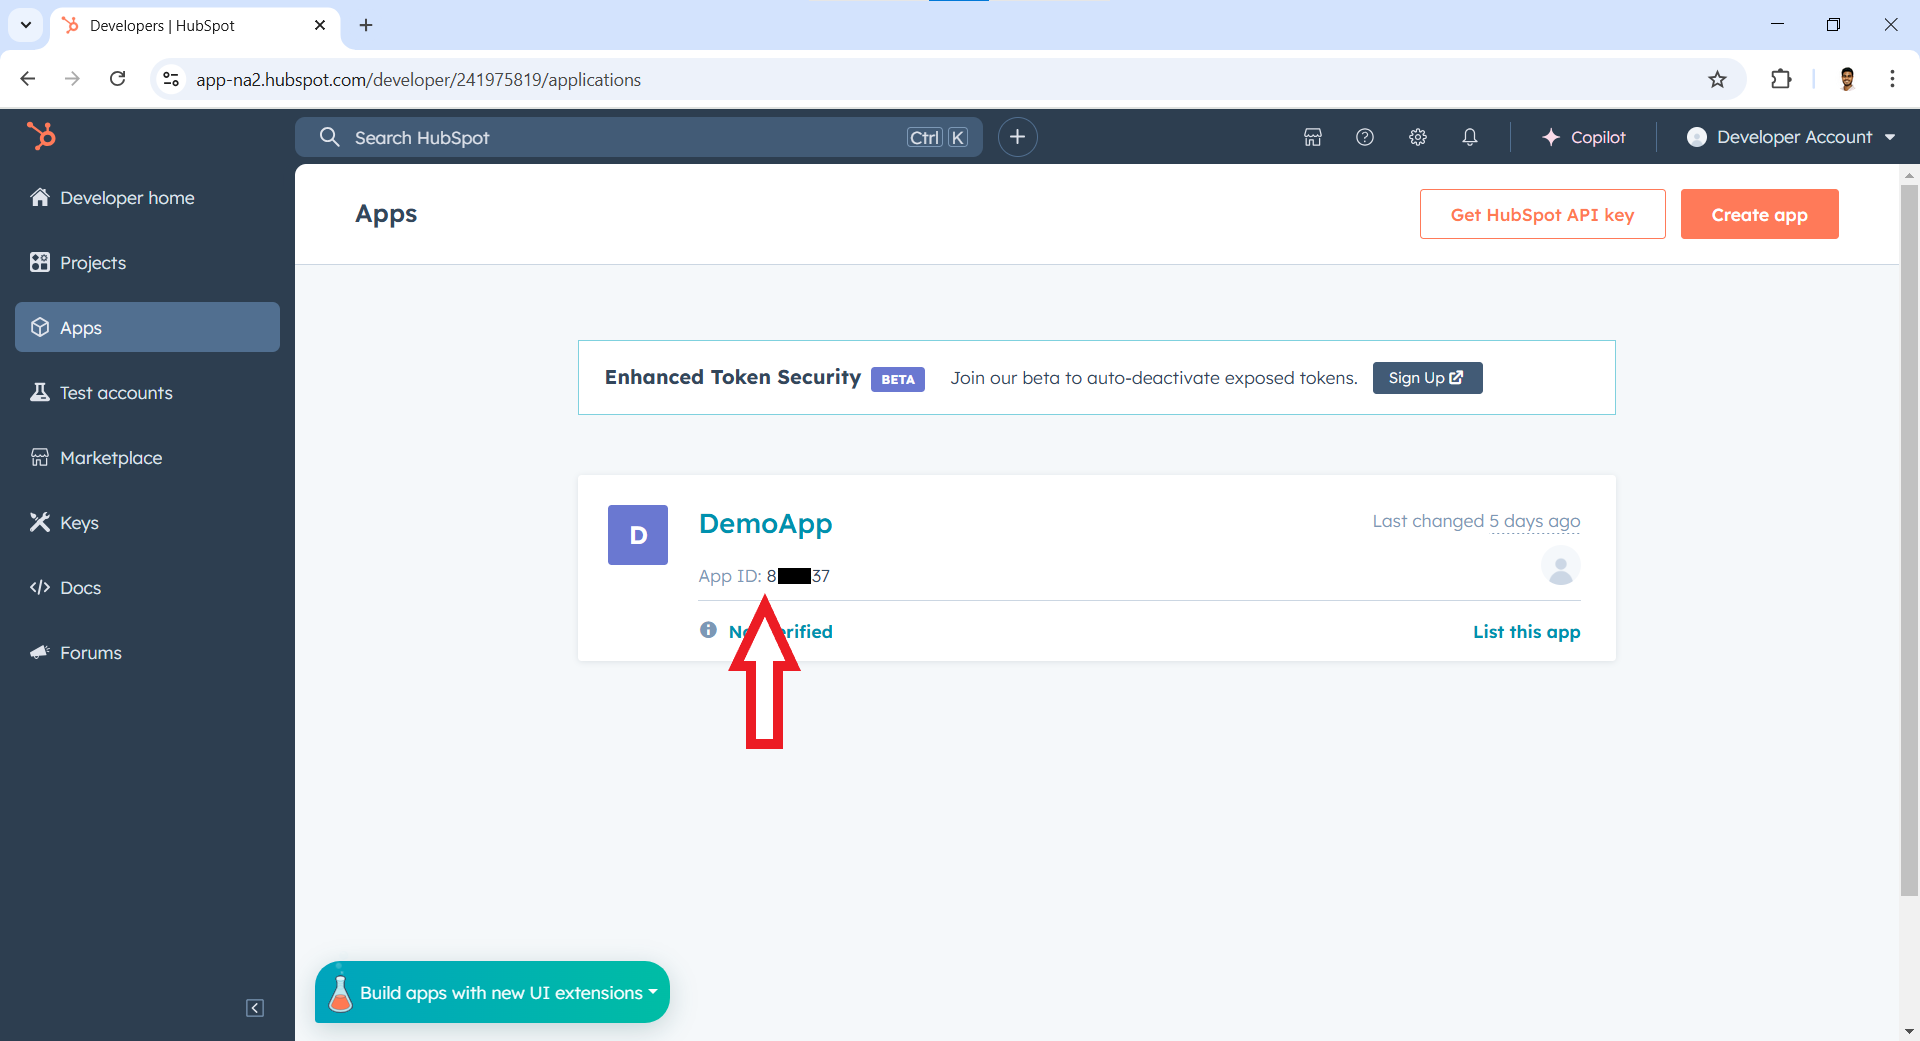 Developers | HubSpot
app-na2.hubspot.com/developer/241975819/applications
Search HubSpot Ctrl K
Copilot
Developer Account
Developer home
Projects
Apps
Test accounts
Marketplace
Keys
Docs
Forums
Apps
Get HubSpot API key
Create app
Enhanced Token Security BETA Join our beta to auto-deactivate exposed tokens. Sign Up
D
DemoApp
Last changed 5 days ago
App ID: 8 37
List this app
Build apps with new UI extensions